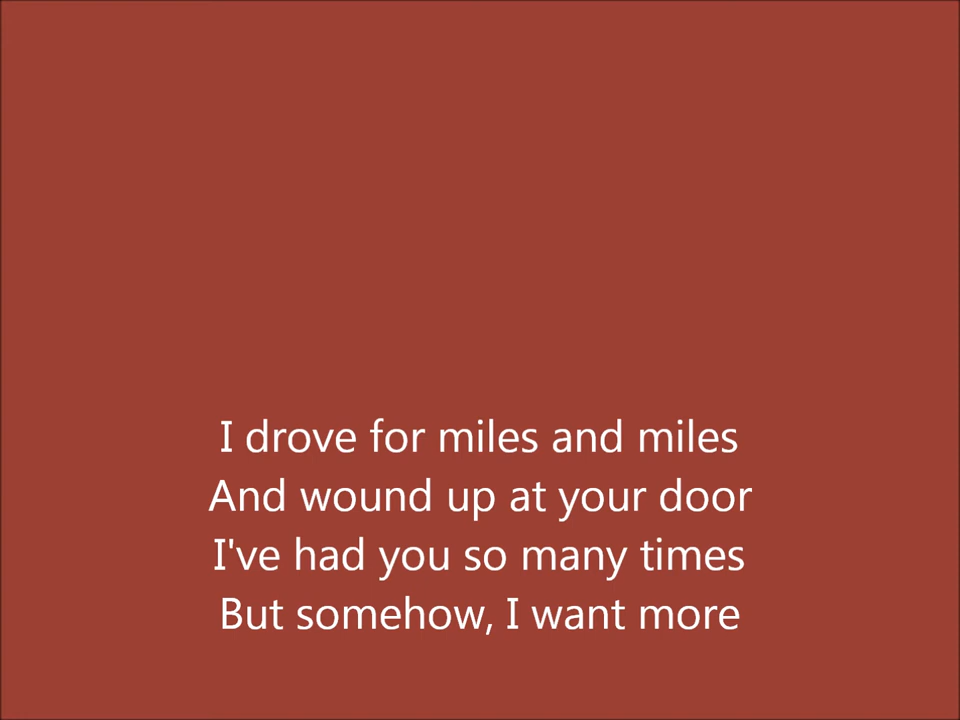 I drove for miles and miles
And wound up at your door
I've had you so many times
But somehow, I want more